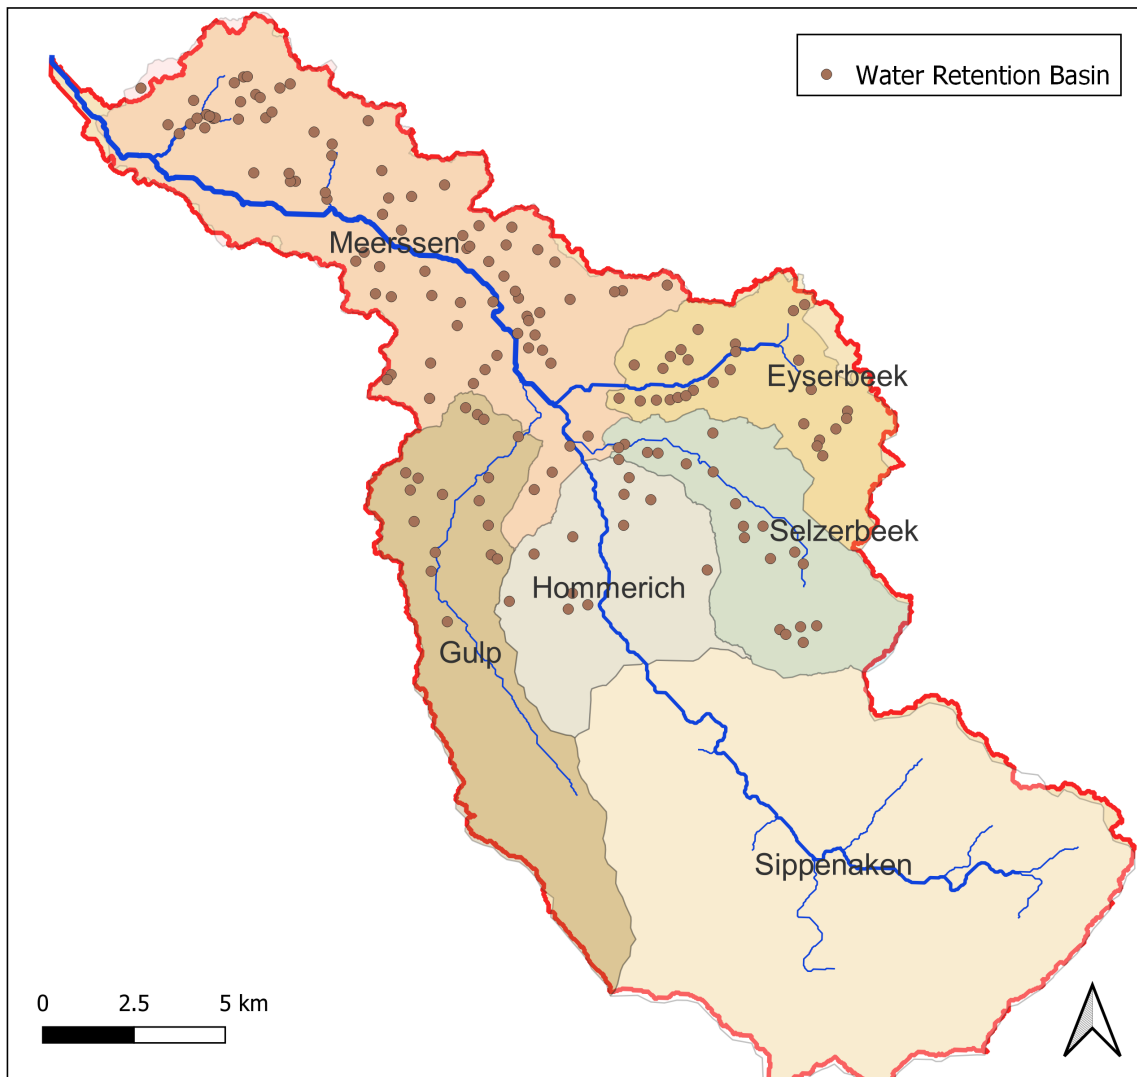 Water Retention Basin
Meerssen
Eyserbeek
Selzerbeek
Hommerich
Gulp
Sippenaken
0 2.5 5 km